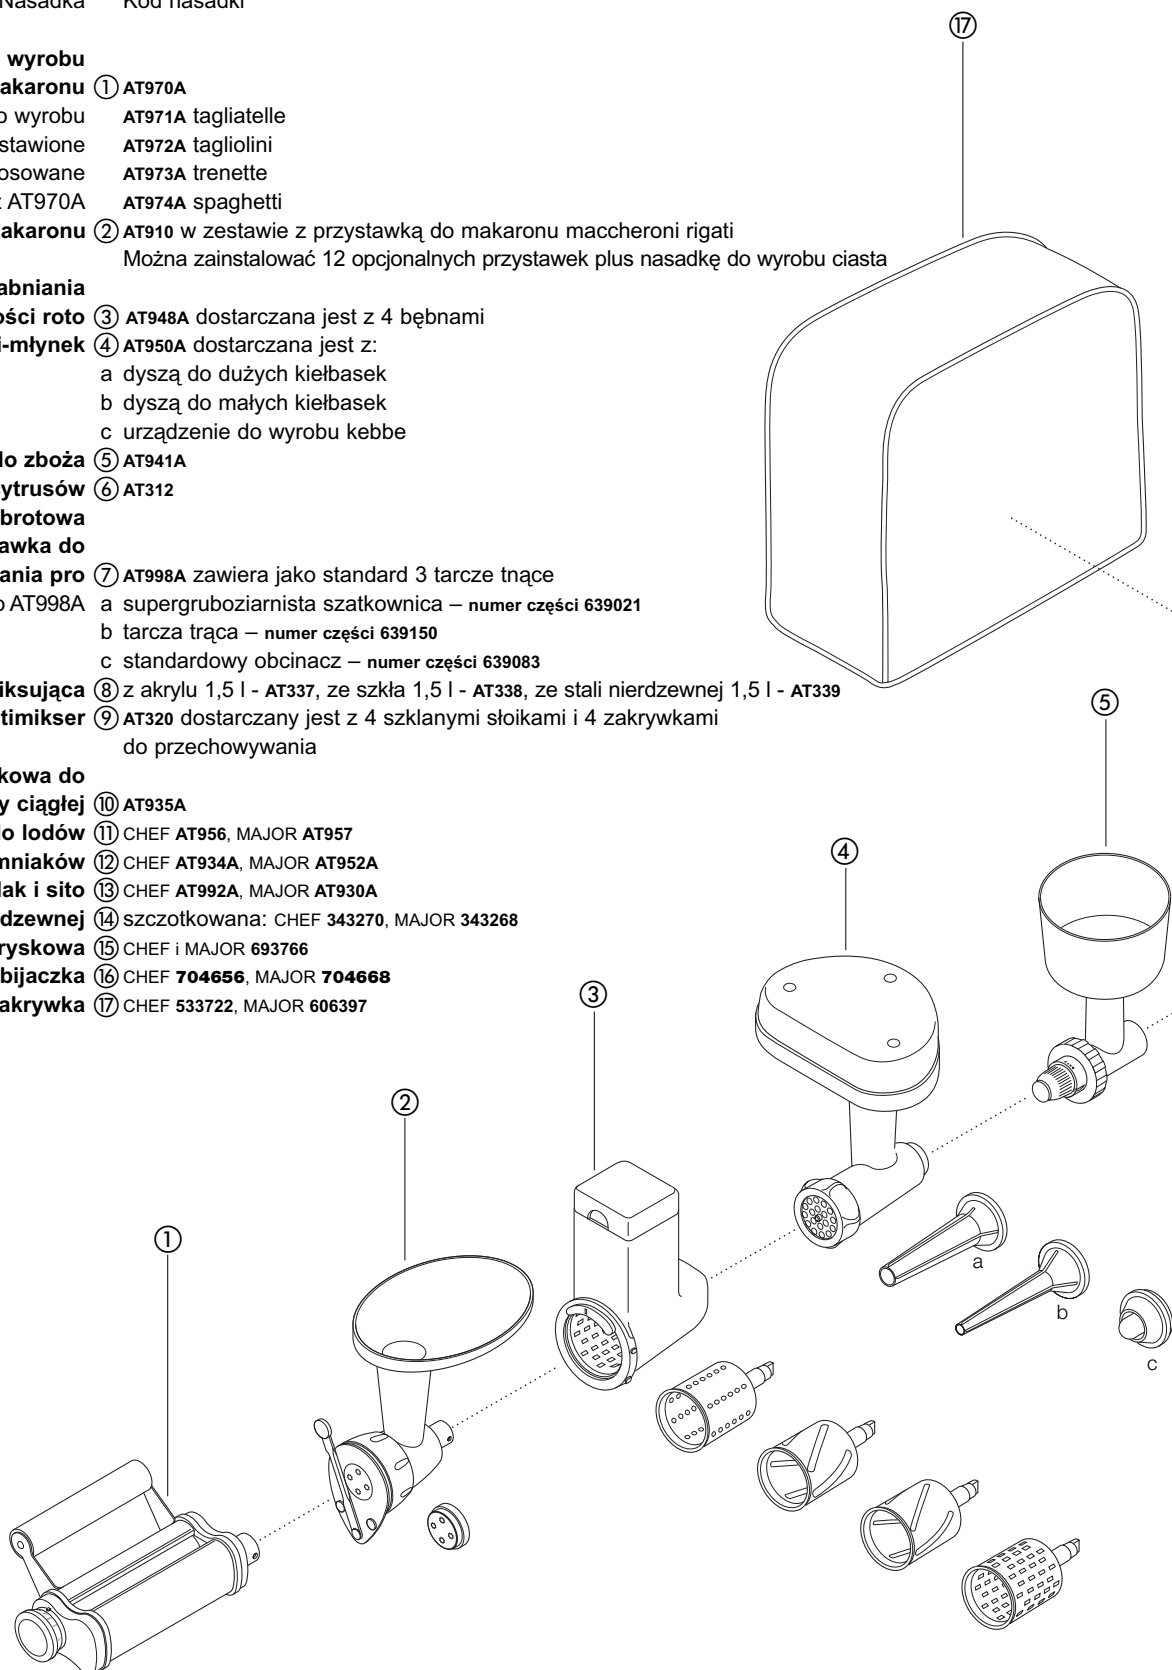 Nasadka Kod nasadki
wyrobu
akaronu ① AT970A
o wyrobu AT971A tagliatelle
stawione AT972A tagliolini
osowane AT973A trenette
z AT970A AT974A spaghetti
akaronu ② AT910 w zestawie z przystawką do makaronu maccheroni rigati
Można zainstalować 12 opcjonalnych przystawek plus nasadkę do wyrobu ciasta
abniania
ości roto ③ AT948A dostarczana jest z 4 bębnami
i-młynek ④ AT950A dostarczana jest z:
a dyszą do dużych kiełbasek
b dyszą do małych kiełbasek
c urządzenie do wyrobu kebbe
do zboża ⑤ AT941A
cytrusów ⑥ AT312
brotowa
awka do
ania pro ⑦ AT998A zawiera jako standard 3 tarcze tnące
o AT998A a supergruboziarnista szatkownica – numer części 639021
b tarcza trąca – numer części 639150
c standardowy obcinacz – numer części 639083
iksująca ⑧ z akrylu 1,5 l - AT337, ze szkła 1,5 l - AT338, ze stali nierdzewnej 1,5 l - AT339
timikser ⑨ AT320 dostarczany jest z 4 szklanymi słoikami i 4 zakrywkami
do przechowywania
kowa do
y ciągłej ⑩ AT935A
do lodów ⑪ CHEF AT956, MAJOR AT957
mniaków ⑫ CHEF AT934A, MAJOR AT952A
lak i sito ⑬ CHEF AT992A, MAJOR AT930A
dzewnej ⑭ szczotkowana: CHEF 343270, MAJOR 343268
ryskowa ⑮ CHEF i MAJOR 693766
bijaczka ⑯ CHEF 704656, MAJOR 704668
akrywka ⑰ CHEF 533722, MAJOR 606397
⑰
⑤
④
③
②
①
a
b
c